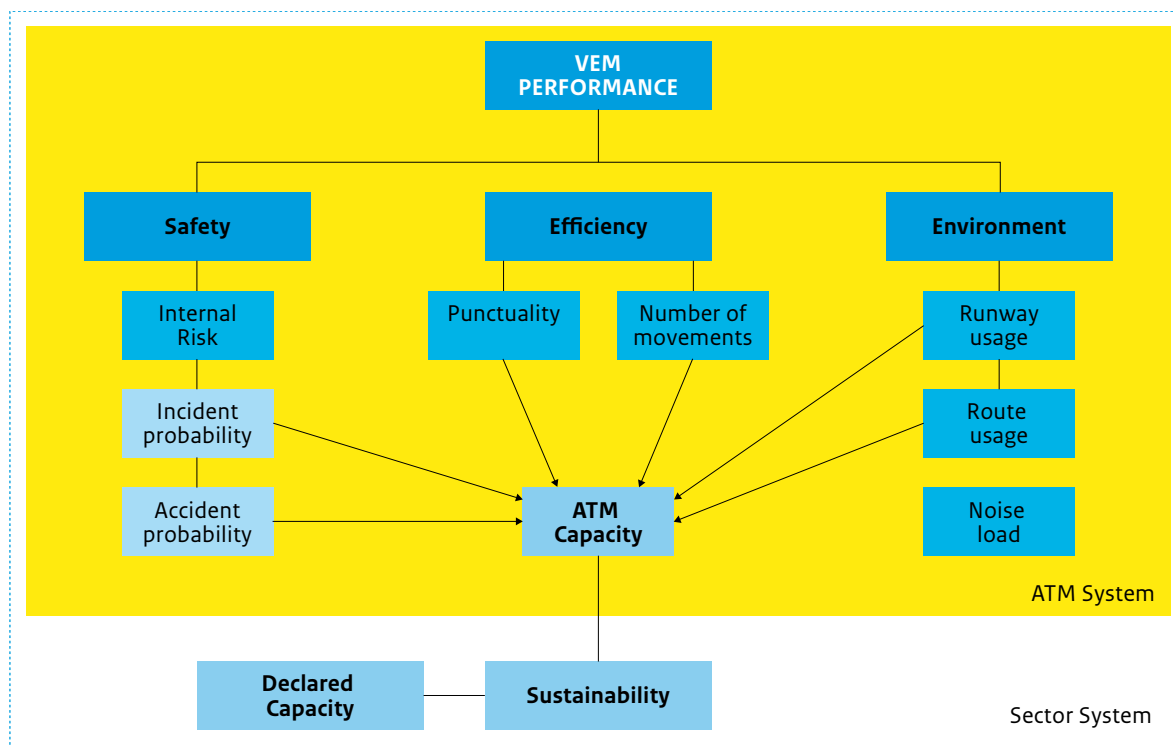 VEM
PERFORMANCE
Safety
Efficiency
Environment
Internal
Risk
Punctuality
Number of
movements
Runway
usage
Incident
probability
Route
usage
Accident
probability
ATM
Capacity
Noise
load
ATM System
Declared
Capacity
Sustainability
Sector System